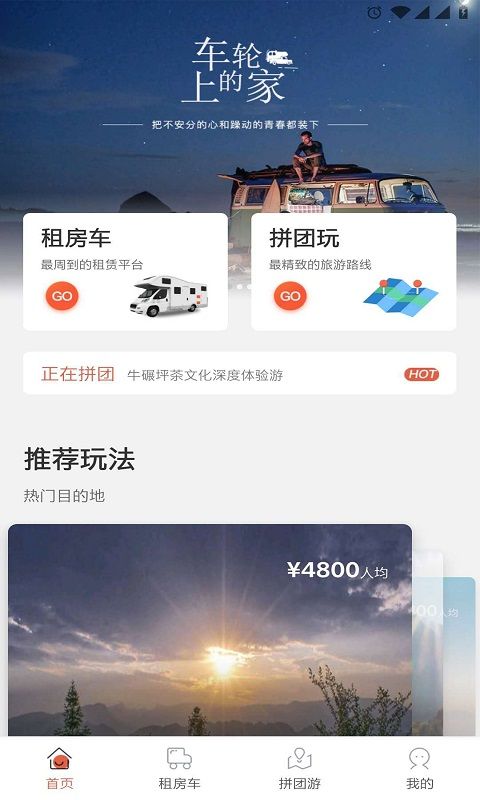 车轮
上的家
把不安分的心和躁动的青春都装下
租房车
最周到的租赁平台
GO
拼团玩
最精致的旅游路线
GO
正在拼团 牛碾坪茶文化深度体验游 HOT
推荐玩法
热门目的地
¥4800人均
00人均
首页 租房车 拼团游 我的